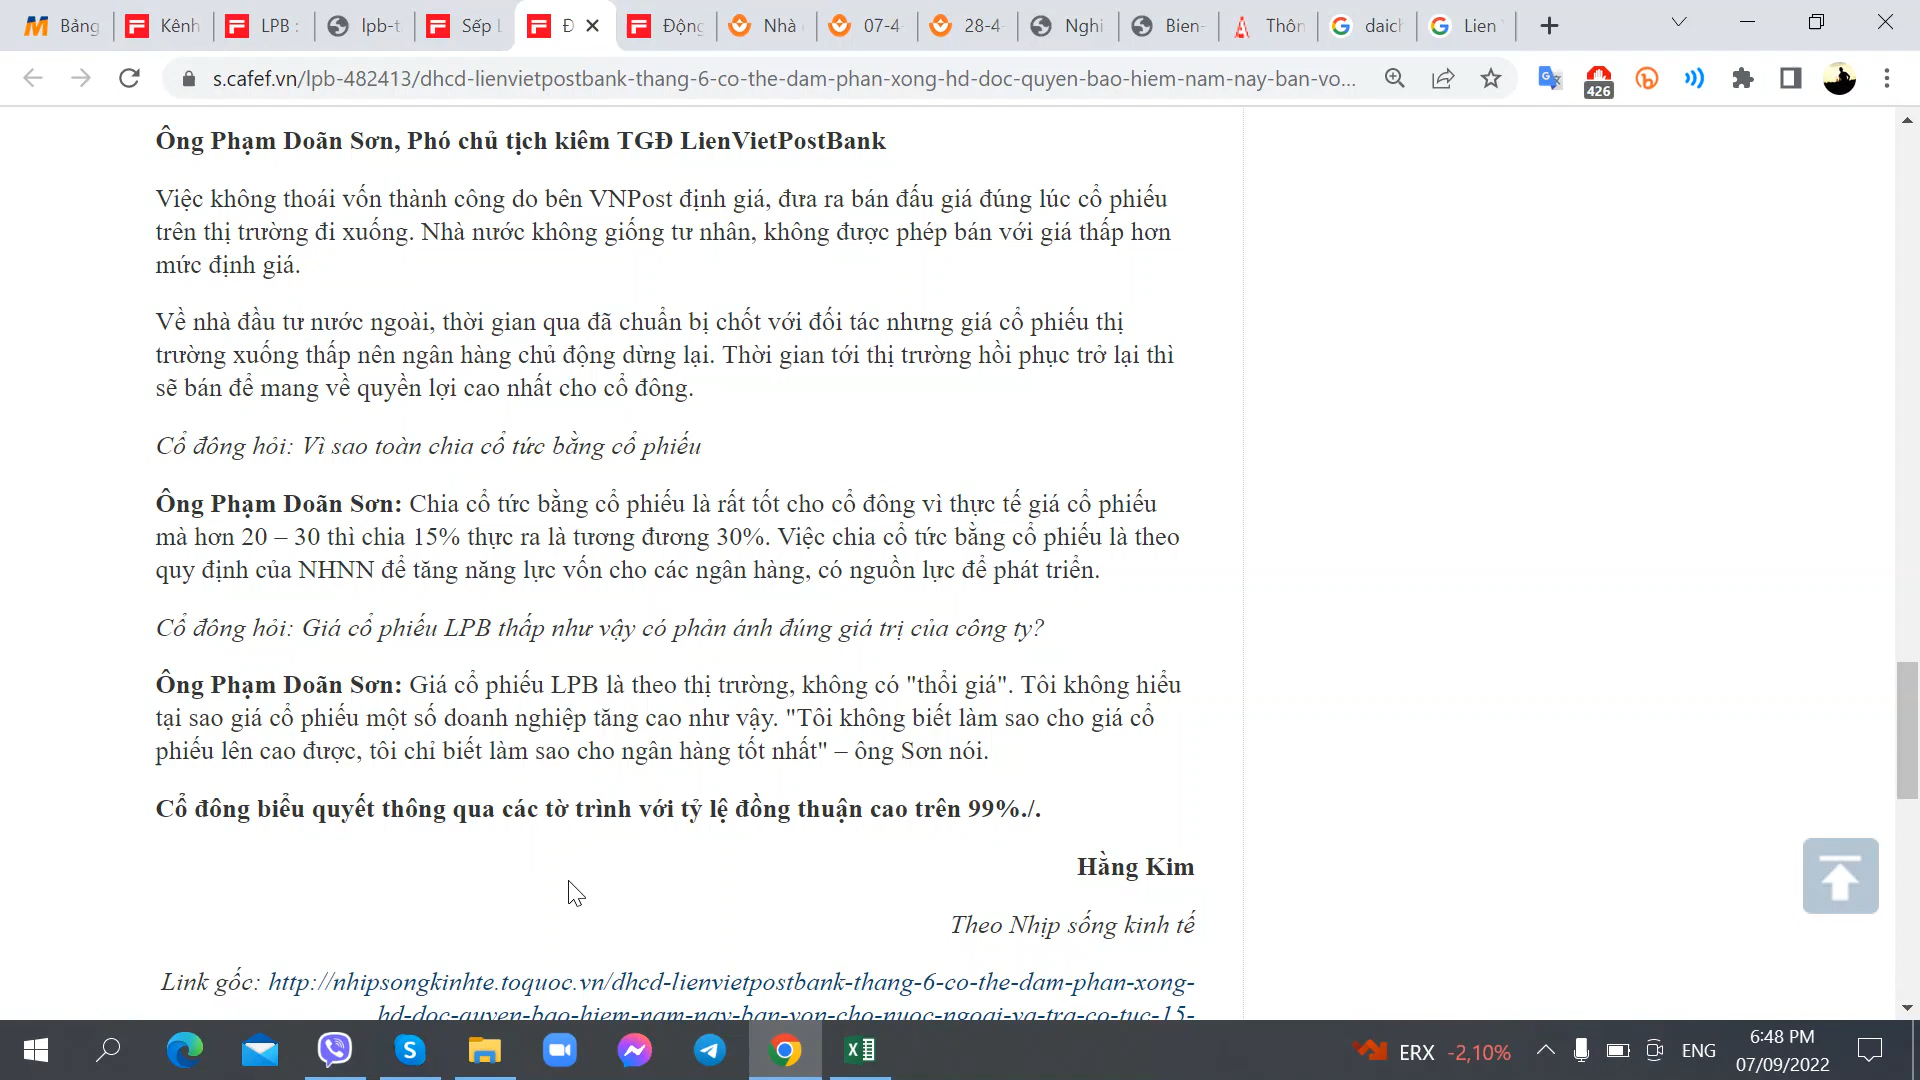 Bảng
Kênh
LPB :
lpb-t
Sếp L
Đ
Động
Nhà
07-4
28-4
Nghi
Bien-
Thôn
daich
Lien
s.cafef.vn/lpb-482413/dhcd-lienvietpostbank-thang-6-co-the-dam-phan-xong-hd-doc-quyen-bao-hiem-nam-nay-ban-vo...
426
Ông Phạm Doãn Sơn, Phó chủ tịch kiêm TGĐ LienVietPostBank
Việc không thoái vốn thành công do bên VNPost định giá, đưa ra bán đấu giá đúng lúc cổ phiếu
trên thị trường đi xuống. Nhà nước không giống tư nhân, không được phép bán với giá thấp hơn
mức định giá.
Về nhà đầu tư nước ngoài, thời gian qua đã chuẩn bị chốt với đối tác nhưng giá cổ phiếu thị
trường xuống thấp nên ngân hàng chủ động dừng lại. Thời gian tới thị trường hồi phục trở lại thì
sẽ bán để mang về quyền lợi cao nhất cho cổ đông.
Cổ đông hỏi: Vì sao toàn chia cổ tức bằng cổ phiếu
Ông Phạm Doãn Sơn: Chia cổ tức bằng cổ phiếu là rất tốt cho cổ đông vì thực tế giá cổ phiếu
mà hơn 20 – 30 thì chia 15% thực ra là tương đương 30%. Việc chia cổ tức bằng cổ phiếu là theo
quy định của NHNN để tăng năng lực vốn cho các ngân hàng, có nguồn lực để phát triển.
Cổ đông hỏi: Giá cổ phiếu LPB thấp như vậy có phản ánh đúng giá trị của công ty?
Ông Phạm Doãn Sơn: Giá cổ phiếu LPB là theo thị trường, không có "thổi giá". Tôi không hiểu
tại sao giá cổ phiếu một số doanh nghiệp tăng cao như vậy. "Tôi không biết làm sao cho giá cổ
phiếu lên cao được, tôi chỉ biết làm sao cho ngân hàng tốt nhất" – ông Sơn nói.
Cổ đông biểu quyết thông qua các tờ trình với tỷ lệ đồng thuận cao trên 99%./.
Hằng Kim
Theo Nhịp sống kinh tế
Link gốc: http://nhipsongkinhte.toquoc.vn/dhcd-lienvietpostbank-thang-6-co-the-dam-phan-xong-
hd-doc-quyen-bao-hiem-nam-nay-ban-von-cho-nuoc-ngoai-va-tra-co-tuc-15-
ERX -2,10%
ENG
6:48 PM
07/09/2022